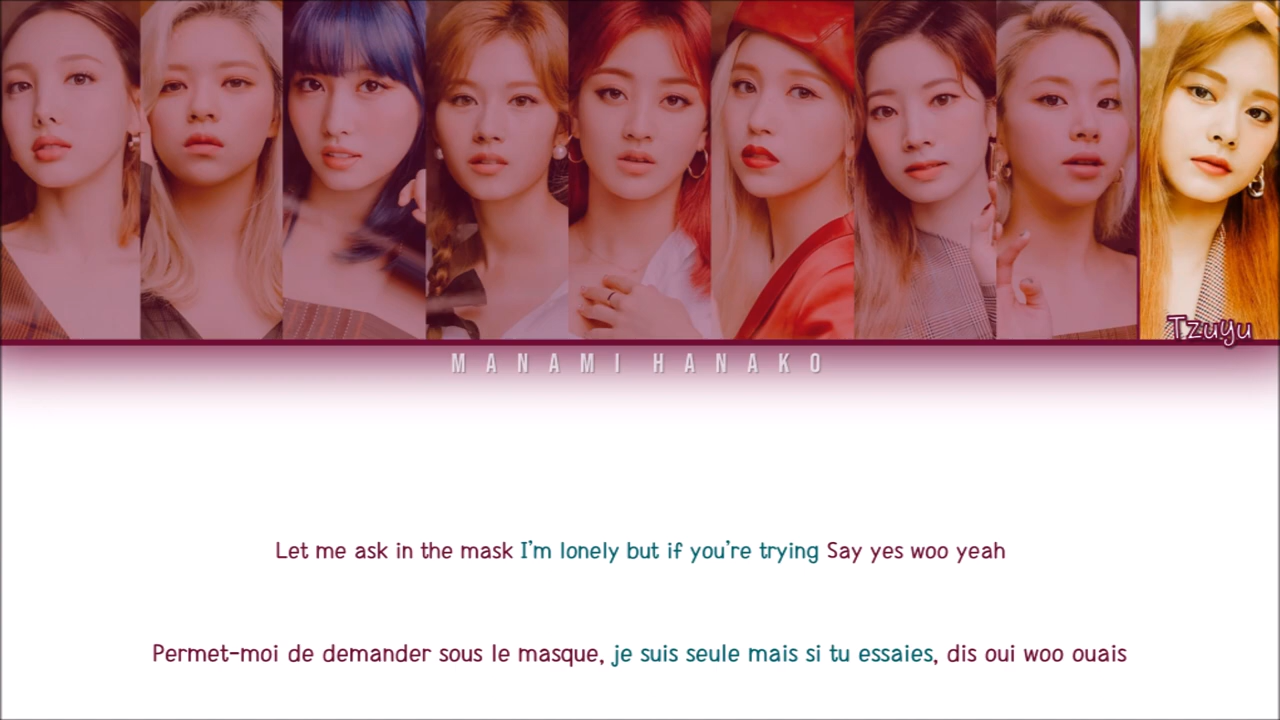 Tzuyu
MANAMI HANAKO
Let me ask in the mask I'm lonely but if you're trying Say yes woo yeah
Permet-moi de demander sous le masque, je suis seule mais si tu essaies, dis oui woo ouais